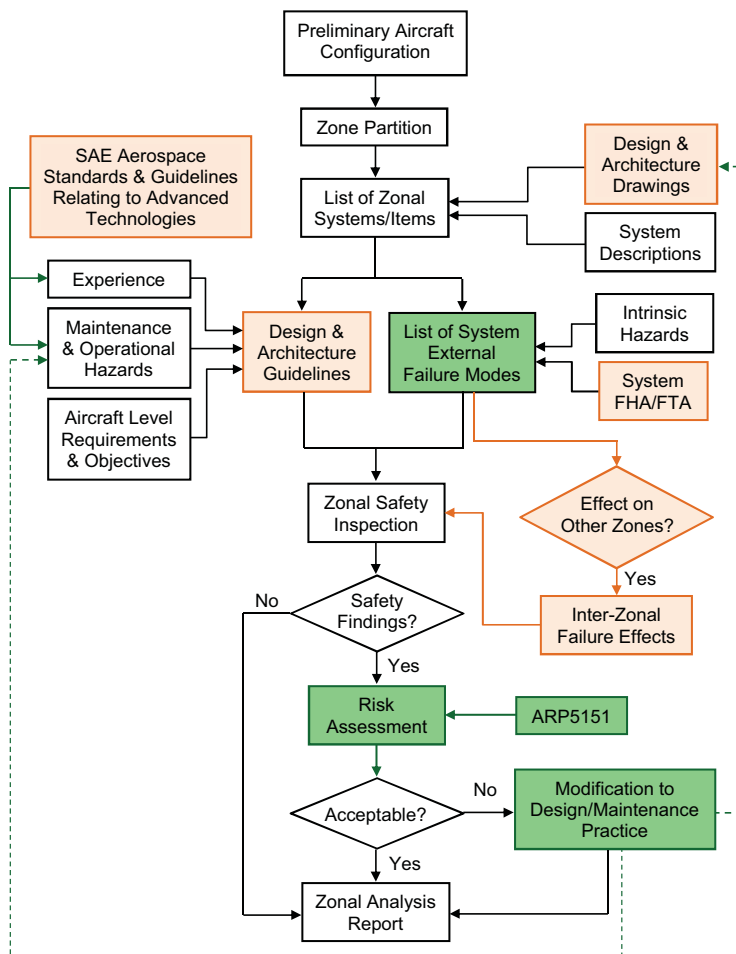 Preliminary Aircraft
Configuration
Zone Partition
SAE Aerospace
Standards & Guidelines
Relating to Advanced
Technologies
Design &
Architecture
Drawings
List of Zonal
Systems/Items
System
Descriptions
Experience
Maintenance
& Operational
Hazards
Aircraft Level
Requirements
& Objectives
Design &
Architecture
Guidelines
List of System
External
Failure Modes
Intrinsic
Hazards
System
FHA/FTA
Zonal Safety
Inspection
Effect on
Other Zones?
Yes
Inter-Zonal
Failure Effects
No
Safety
Findings?
Yes
Risk
Assessment
ARP5151
Acceptable?
No
Modification to
Design/Maintenance
Practice
Yes
Zonal Analysis
Report